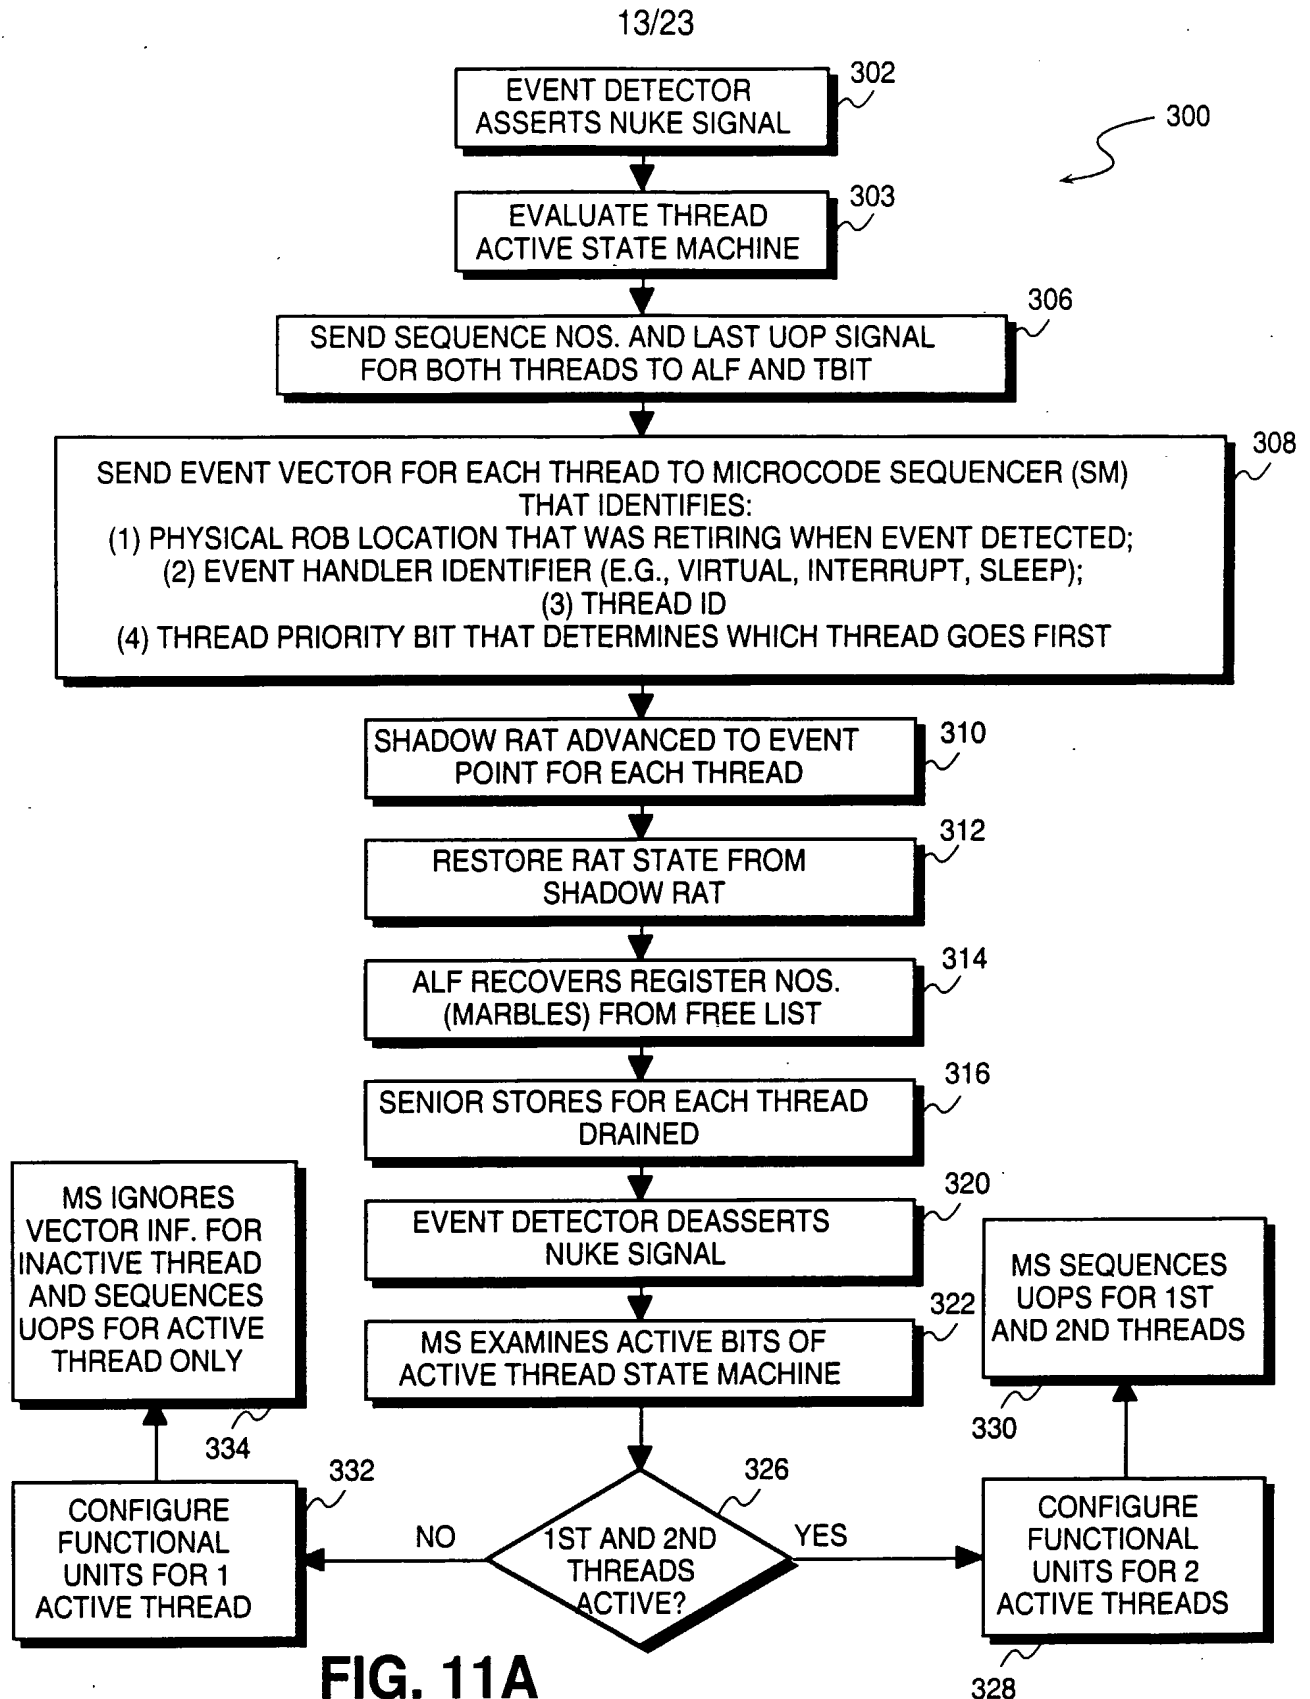 13/23
EVENT DETECTOR
ASSERTS NUKE SIGNAL
302
300
EVALUATE THREAD
ACTIVE STATE MACHINE
303
SEND SEQUENCE NOS. AND LAST UOP SIGNAL
FOR BOTH THREADS TO ALF AND TBIT
306
SEND EVENT VECTOR FOR EACH THREAD TO MICROCODE SEQUENCER (SM)
THAT IDENTIFIES:
(1) PHYSICAL ROB LOCATION THAT WAS RETIRING WHEN EVENT DETECTED;
(2) EVENT HANDLER IDENTIFIER (E.G., VIRTUAL, INTERRUPT, SLEEP);
(3) THREAD ID
(4) THREAD PRIORITY BIT THAT DETERMINES WHICH THREAD GOES FIRST
308
SHADOW RAT ADVANCED TO EVENT
POINT FOR EACH THREAD
310
RESTORE RAT STATE FROM
SHADOW RAT
312
ALF RECOVERS REGISTER NOS.
(MARBLES) FROM FREE LIST
314
SENIOR STORES FOR EACH THREAD
DRAINED
316
EVENT DETECTOR DEASSERTS
NUKE SIGNAL
320
MS EXAMINES ACTIVE BITS OF
ACTIVE THREAD STATE MACHINE
322
1ST AND 2ND
THREADS
ACTIVE?
326
NO
YES
CONFIGURE
FUNCTIONAL
UNITS FOR 1
ACTIVE THREAD
332
MS IGNORES
VECTOR INF. FOR
INACTIVE THREAD
AND SEQUENCES
UOPS FOR ACTIVE
THREAD ONLY
334
CONFIGURE
FUNCTIONAL
UNITS FOR 2
ACTIVE THREADS
328
MS SEQUENCES
UOPS FOR 1ST
AND 2ND THREADS
330
FIG. 11A